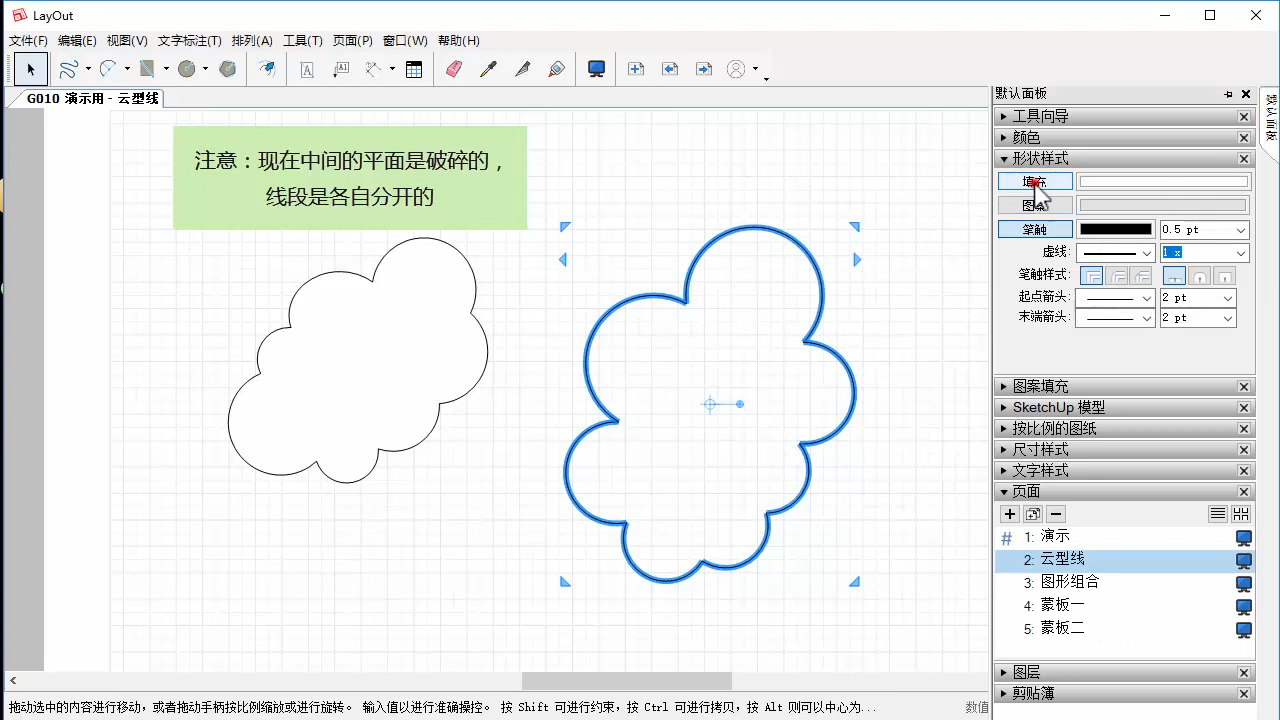 LayOut
文件(F) 编辑(E) 视图(V) 文字标注(T) 排列(A) 工具(T) 页面(P) 窗口(W) 帮助(H)
G010 演示用 - 云型线
注意：现在中间的平面是破碎的，
线段是各自分开的
默认面板
默认面板
工具向导
颜色
形状样式
填充
图案
笔触 0.5 pt
虚线: 1 x
笔触样式:
起点箭头: 2 pt
末端箭头: 2 pt
图案填充
SketchUp 模型
按比例的图纸
尺寸样式
文字样式
页面
# 1: 演示
2: 云型线
3: 图形组合
4: 蒙板一
5: 蒙板二
图层
剪贴簿
拖动选中的内容进行移动，或者拖动手柄按比例缩放或进行旋转。 输入值以进行准确操控。 按 Shift 可进行约束，按 Ctrl 可进行拷贝，按 Alt 则可以中心为... 数值